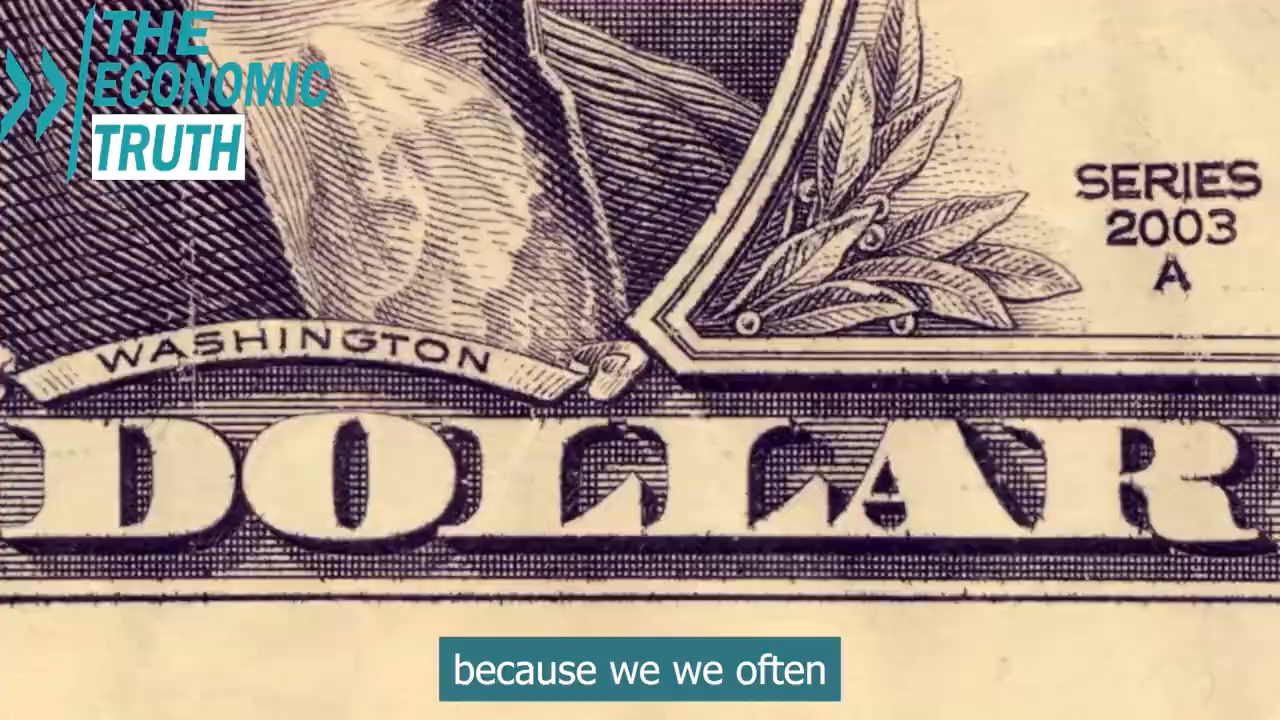 THE
ECONOMIC
TRUTH
SERIES
2003
A
WASHINGTON
DOLLAR
because we we often